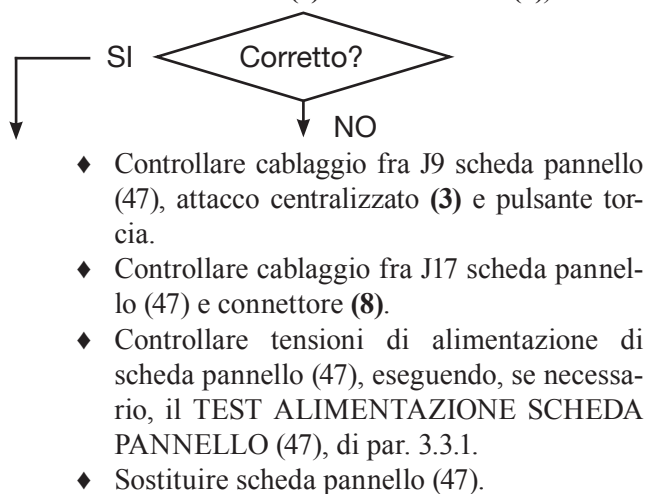 SI
Corretto?
NO
♦ Controllare cablaggio fra J9 scheda pannello
(47), attacco centralizzato (3) e pulsante tor-
cia.
♦ Controllare cablaggio fra J17 scheda pannel-
lo (47) e connettore (8).
♦ Controllare tensioni di alimentazione di
scheda pannello (47), eseguendo, se necessa-
rio, il TEST ALIMENTAZIONE SCHEDA
PANNELLO (47), di par. 3.3.1.
♦ Sostituire scheda pannello (47).